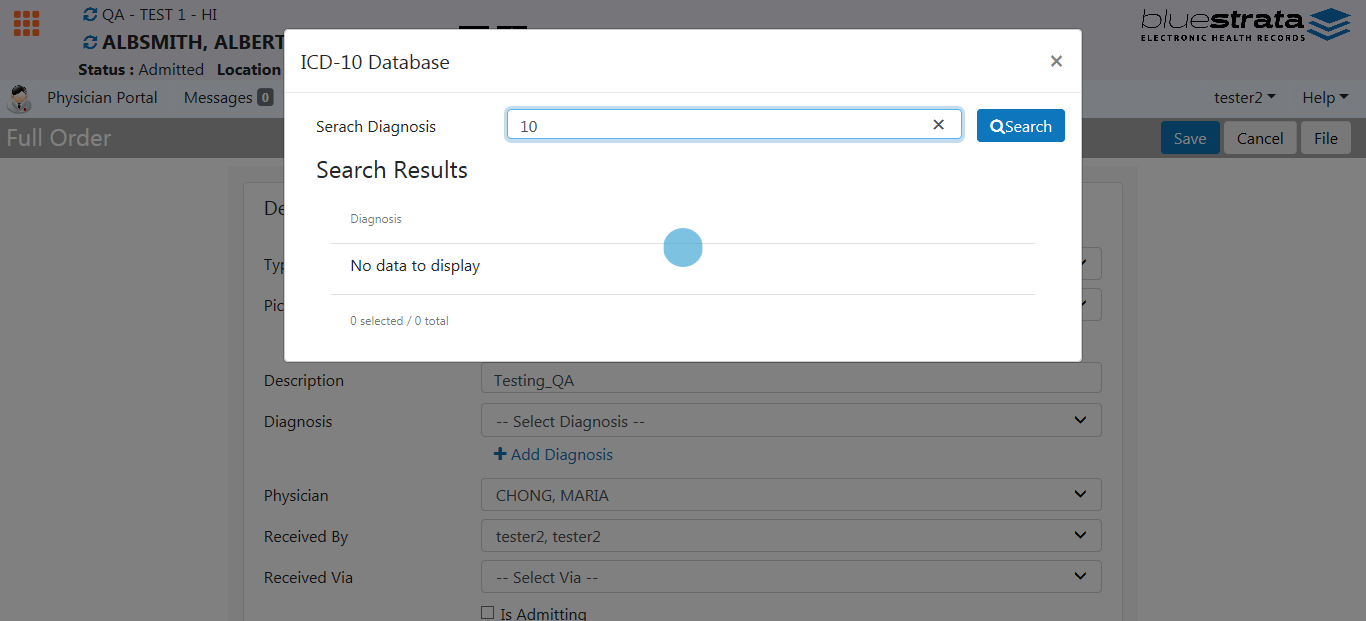 QA - TEST 1 - HI
ALBSMITH, ALBERT
Status : Admitted Location
bluestrata
ELECTRONIC HEALTH RECORDS
Physician Portal Messages 0 tester2 Help
Full Order Save Cancel File
ICD-10 Database ×
Serach Diagnosis 10 × Search
Search Results
Diagnosis
No data to display
0 selected / 0 total
De
Typ
Pic
Description Testing_QA
Diagnosis -- Select Diagnosis --
+ Add Diagnosis
Physician CHONG, MARIA
Received By tester2, tester2
Received Via -- Select Via --
Is Admitting